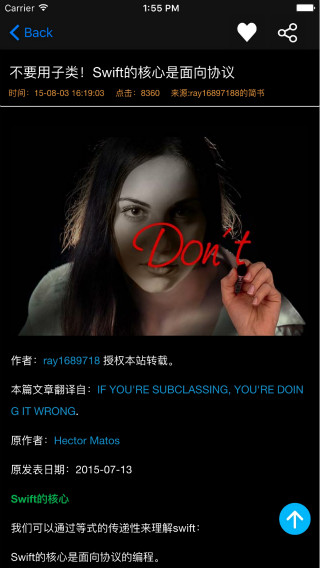 Carrier 1:55 PM
Back
不要用子类！Swift的核心是面向协议
时间：15-08-03 16:19:03 点击：8360 来源:ray16897188的简书
Don't
作者：ray1689718 授权本站转载。
本篇文章翻译自：IF YOU'RE SUBCLASSING, YOU'RE DOIN
G IT WRONG.
原作者：Hector Matos
原发表日期：2015-07-13
Swift的核心
我们可以通过等式的传递性来理解swift：
Swift的核心是面向协议的编程。